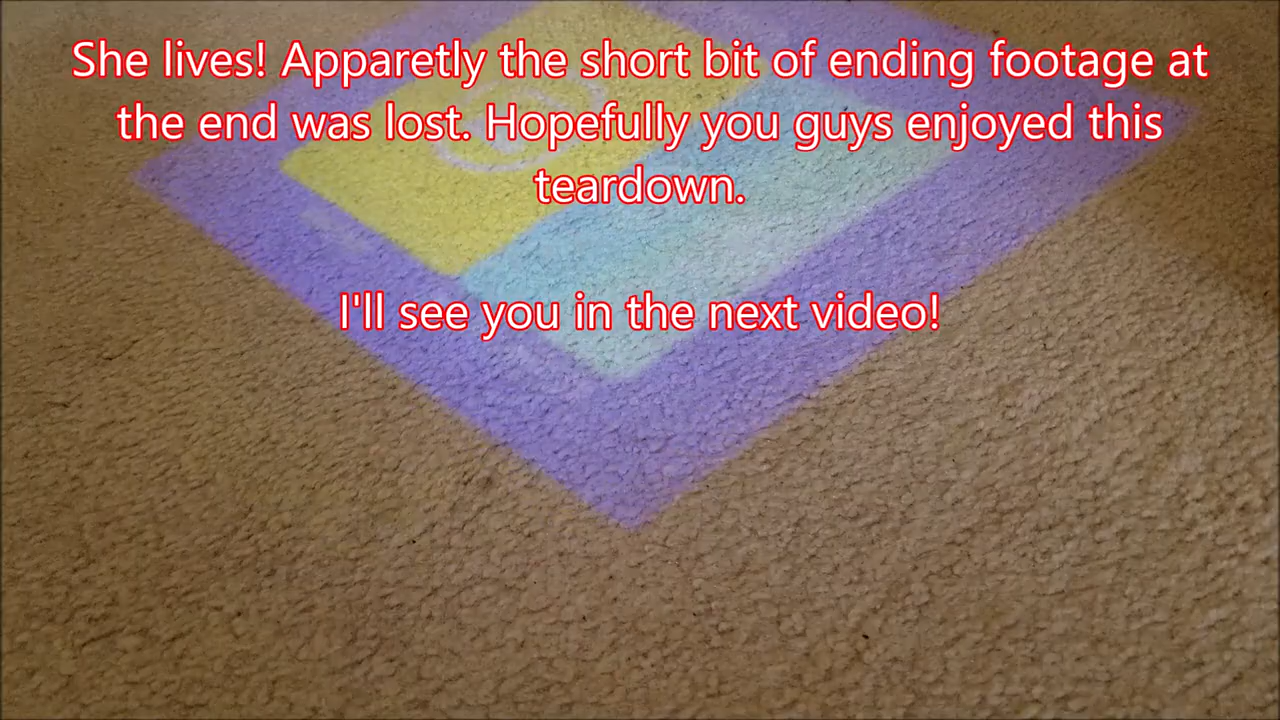 She lives! Apparetly the short bit of ending footage at
the end was lost. Hopefully you guys enjoyed this
teardown.
I'll see you in the next video!